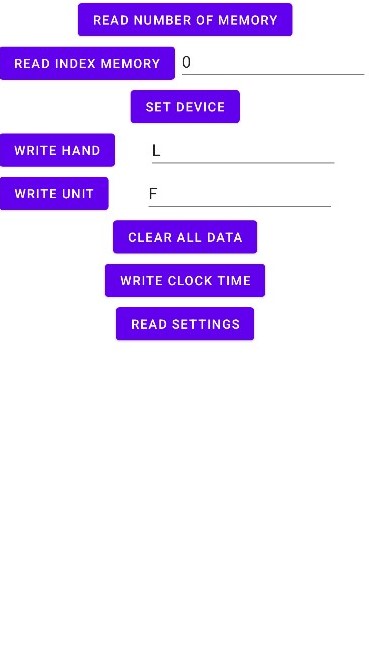 READ NUMBER OF MEMORY
READ INDEX MEMORY 0
SET DEVICE
WRITE HAND L
WRITE UNIT F
CLEAR ALL DATA
WRITE CLOCK TIME
READ SETTINGS